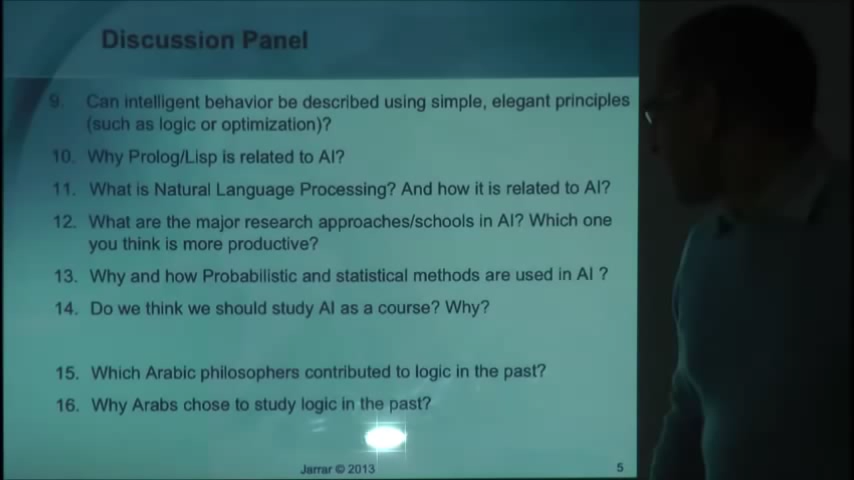 Discussion Panel
9. Can intelligent behavior be described using simple, elegant principles
(such as logic or optimization)?
10. Why Prolog/Lisp is related to AI?
11. What is Natural Language Processing? And how it is related to AI?
12. What are the major research approaches/schools in AI? Which one
you think is more productive?
13. Why and how Probabilistic and statistical methods are used in AI ?
14. Do we think we should study AI as a course? Why?
15. Which Arabic philosophers contributed to logic in the past?
16. Why Arabs chose to study logic in the past?
Jarrar © 2013
5